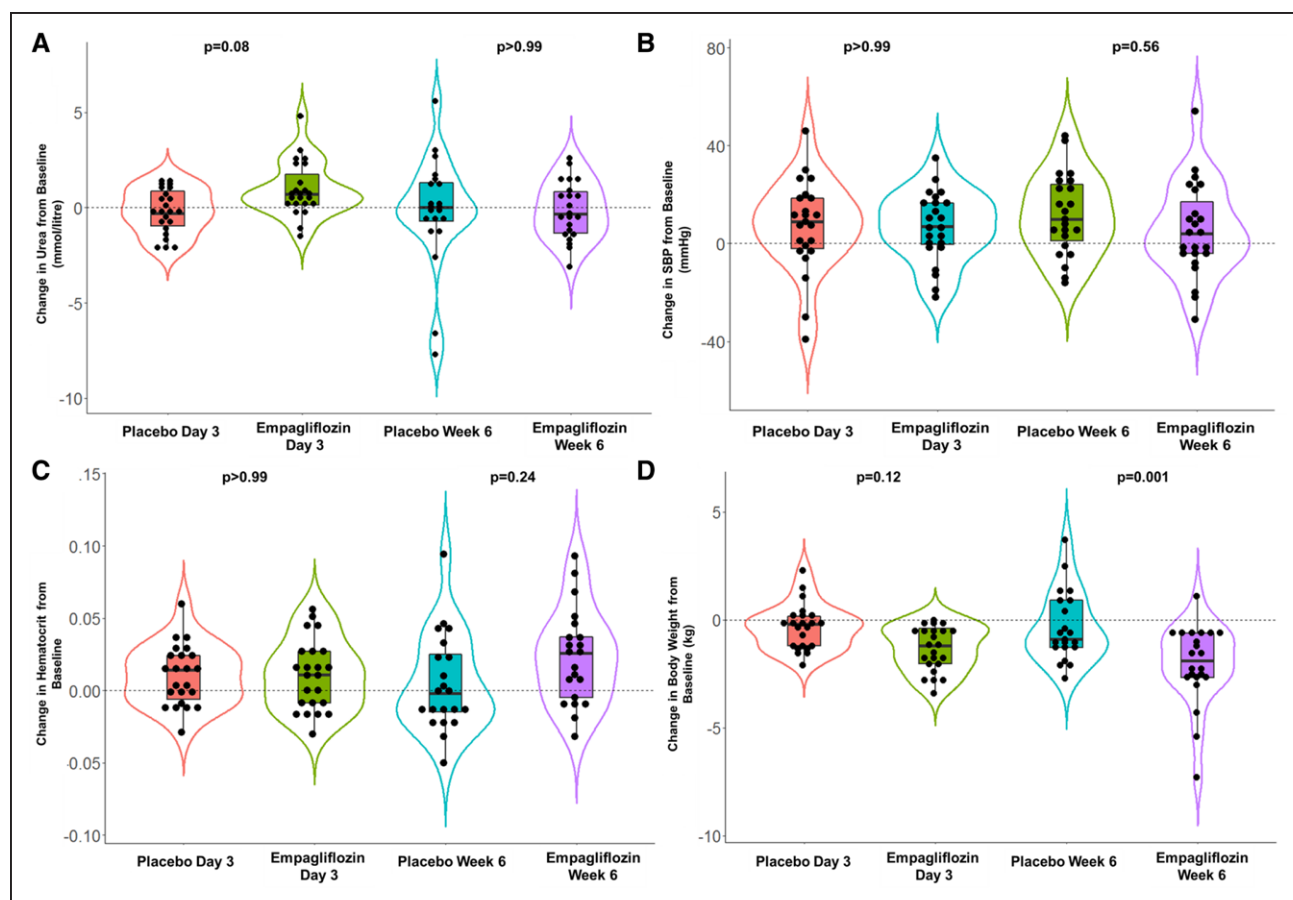 A
p=0.08
p>0.99
Change in Urea from Baseline
(mmol/litre)
5
0
-5
-10
Placebo Day 3
Empagliflozin
Day 3
Placebo Week 6
Empagliflozin
Week 6
B
p>0.99
p=0.56
Change in SBP from Baseline
(mmHg)
80
40
0
-40
Placebo Day 3
Empagliflozin
Day 3
Placebo Week 6
Empagliflozin
Week 6
C
p>0.99
p=0.24
Change in Hematocrit from
Baseline
.15
0.10
0.05
0.00
-0.05
-0.10
Placebo Day 3
Empagliflozin
Day 3
Placebo Week 6
Empagliflozin
Week 6
D
p=0.12
p=0.001
Change in Body Weight from
Baseline (kg)
5
0
-5
-10
Placebo Day 3
Empagliflozin
Day 3
Placebo Week 6
Empagliflozin
Week 6